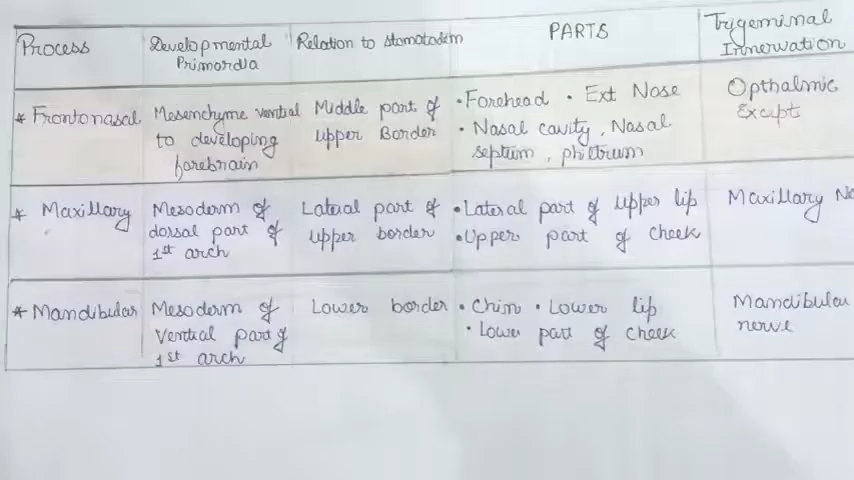 Process Developmental Primordia Relation to Stomatodem PARTS Trygeminal Innervation
* Frontonasal Mesenchyme vential to developing forebrain Middle part of upper Border • Forehead • Ext Nose
• Nasal cavity, Nasal septum, philtrum Opthalmic Except
* Maxillary Mesoderm of dorsal part of 1st arch Lateral part of upper border • Lateral part of upper lip
• Upper part of cheek Maxillary
* Mandibular Mesoderm of Vential part of 1st arch Lower border • Chin • Lower lip
• Lower part of cheek Mandibular nerve